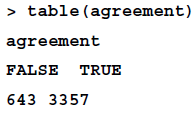 > table(agreement)
agreement
FALSE TRUE
643 3357